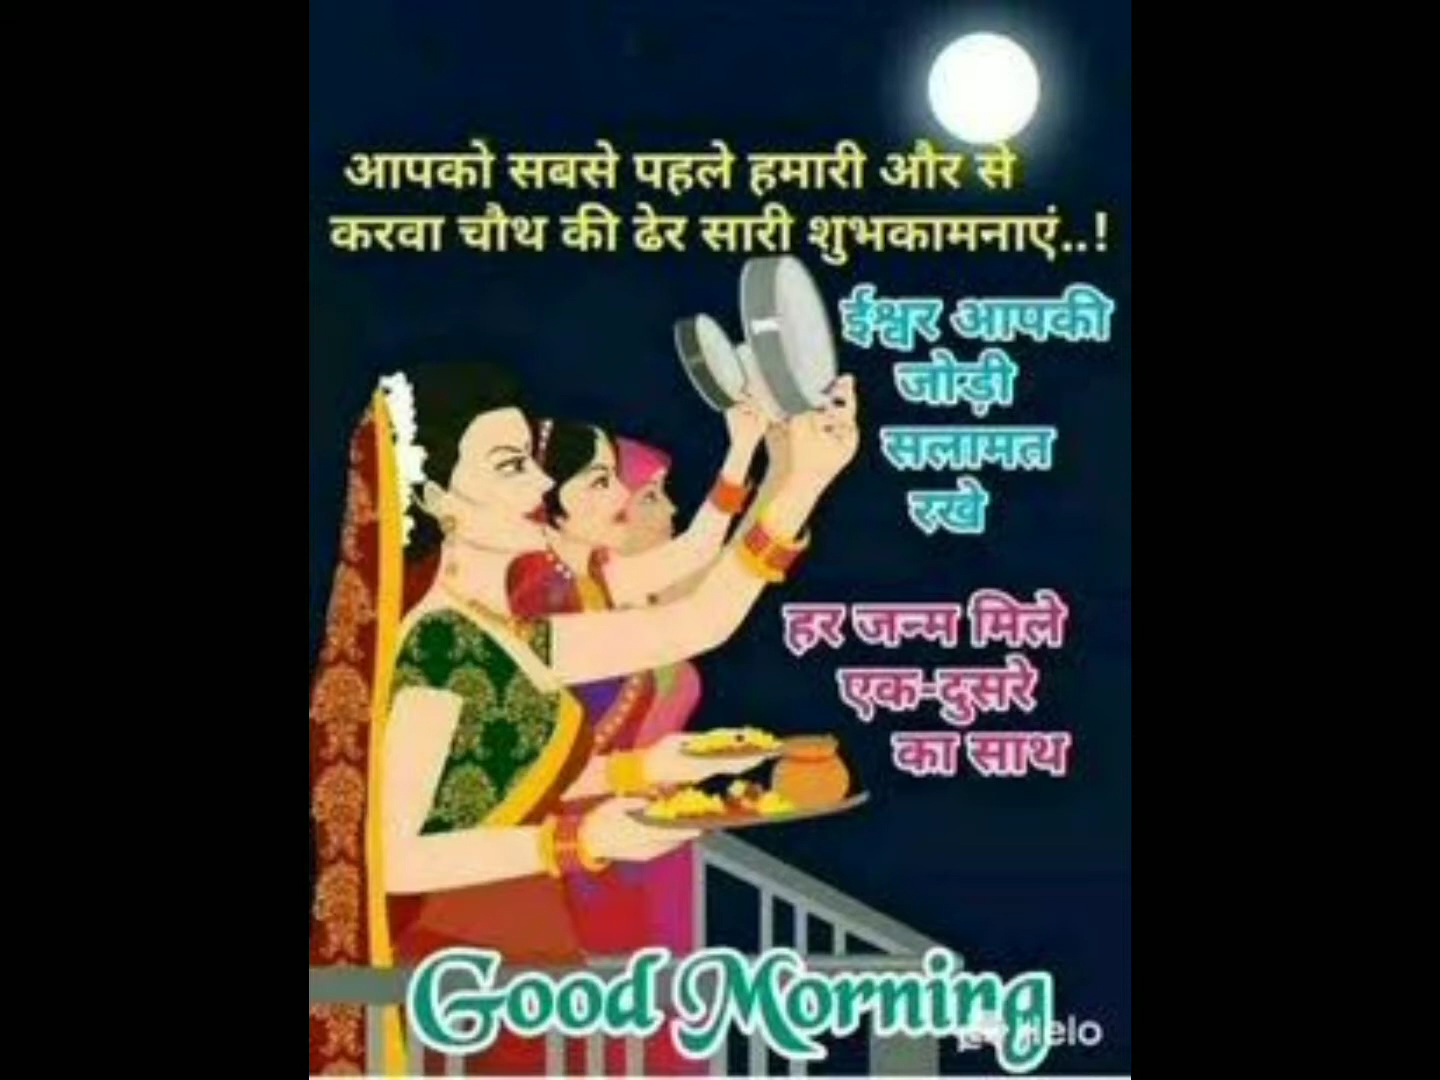 आपको सबसे पहले हमारी और से
करवा चौथ की ढेर सारी शुभकामनाएं..!
ईश्वर आपकी
जोड़ी
सलामत
रखे
हर जन्म मिले
एक-दुसरे
का साथ
Good Morning
Helo